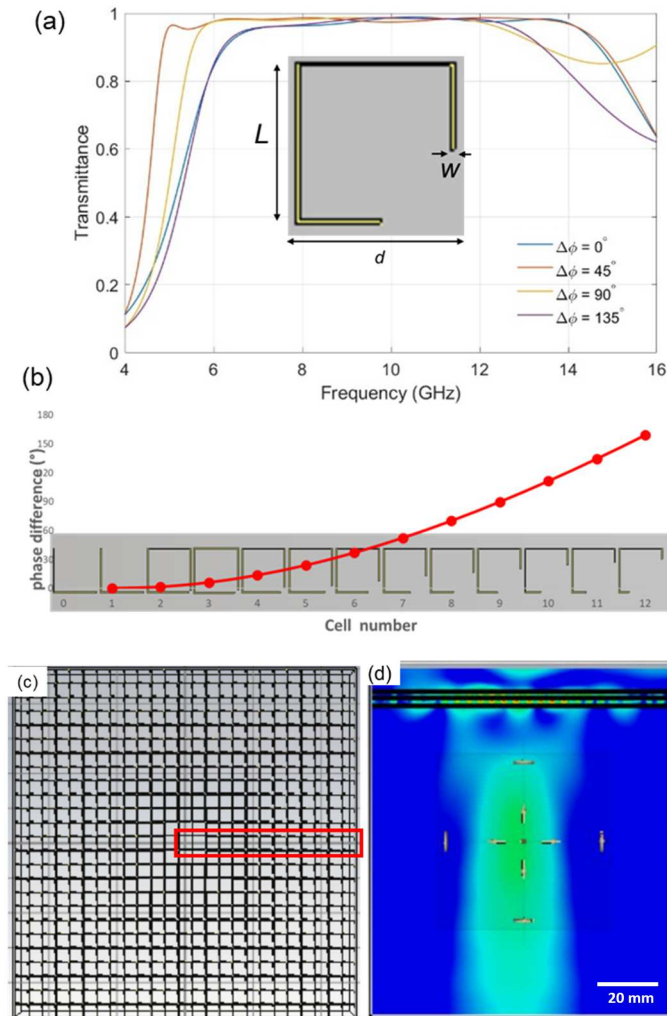 (a)
1
0.8
0.6
0.4
0.2
0
Transmittance
L
w
d
Δϕ = 0°
Δϕ = 45°
Δϕ = 90°
Δϕ = 135°
4 6 8 10 12 14 16
Frequency (GHz)
(b)
180
150
120
90
60
30
0
phase difference (°)
0 1 2 3 4 5 6 7 8 9 10 11 12
Cell number
(c)
(d)
20 mm